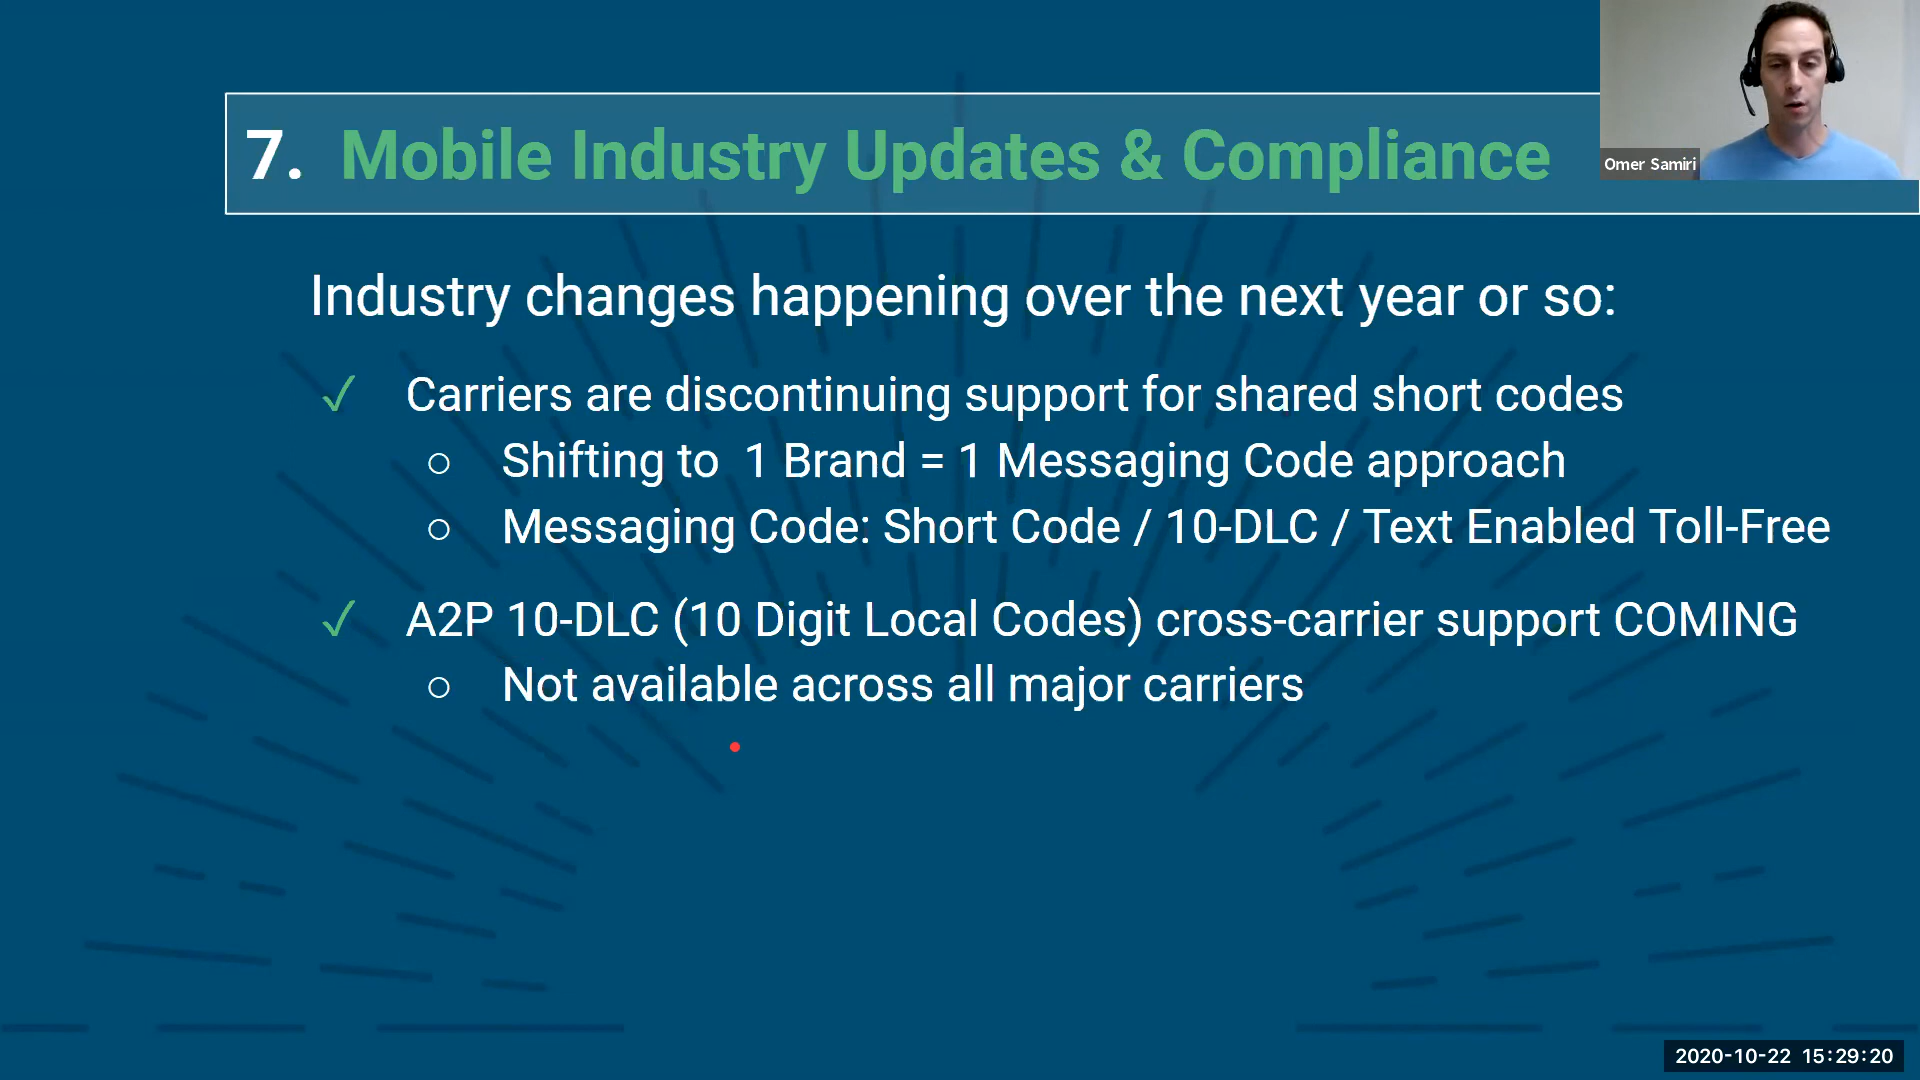 7. Mobile Industry Updates & Compliance
Omer Samiri
Industry changes happening over the next year or so:
✓ Carriers are discontinuing support for shared short codes
○ Shifting to 1 Brand = 1 Messaging Code approach
○ Messaging Code: Short Code / 10-DLC / Text Enabled Toll-Free
✓ A2P 10-DLC (10 Digit Local Codes) cross-carrier support COMING
○ Not available across all major carriers
2020-10-22 15:29:20